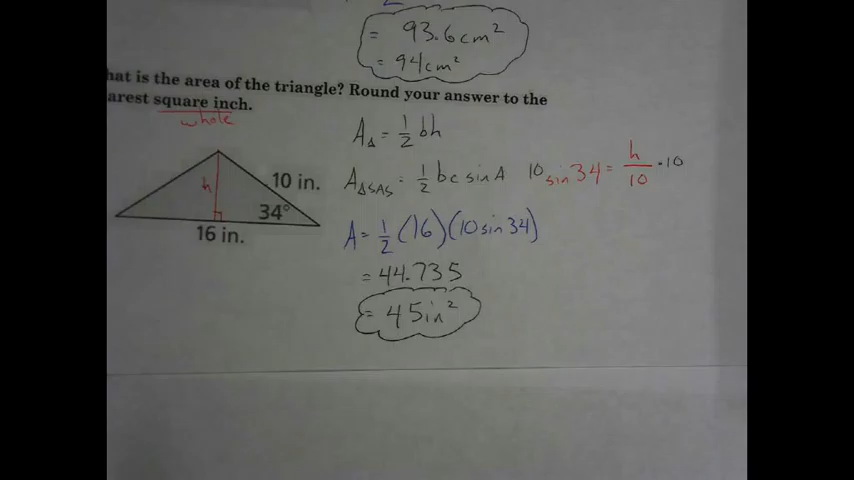 = 93.6cm²
= 94cm²
hat is the area of the triangle? Round your answer to the
arest square inch.
whole
A△ = 1/2 bh
A△SAS = 1/2 bc sin A
10 sin 34 = h/10 · 10
h
10 in.
34°
16 in.
A = 1/2 (16)(10 sin 34)
= 44.735
= 45in²